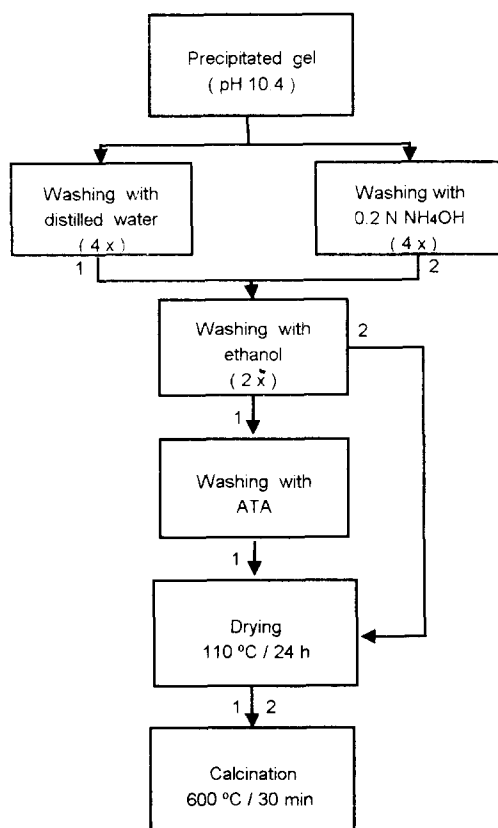 Precipitated gel
( pH 10.4 )
Washing with
distilled water
( 4 x )
Washing with
0.2 N NH₄OH
( 4 x )
1
2
Washing with
ethanol
( 2 x )
2
1
Washing with
ATA
1
Drying
110 ºC / 24 h
1 2
Calcination
600 ºC / 30 min